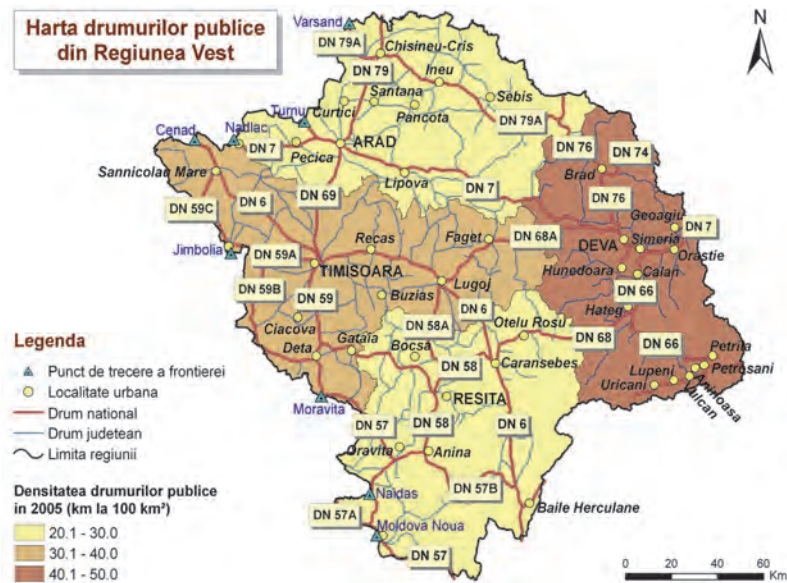 Harta drumurilor publice
din Regiunea Vest
N
Varsand
DN 79A
Chisineu-Cris
DN 79
Ineu
Santana
Sebis
Curtici
Pancota
Turnu
DN 79A
Cenad
Nadlac
ARAD
DN 7
Pecica
DN 76
DN 74
Brad
Sannicolau Mare
Lipova
DN 7
DN 69
DN 6
DN 76
DN 59C
Geoagiu
DN 7
Recas
Faget
DN 68A
DEVA
Simeria
Jimbolia
DN 59A
Orastie
TIMISOARA
Hunedoara
Calan
DN 59B
DN 59
Buzias
Lugoj
DN 66
Hateg
DN 6
Ciacova
DN 58A
Otelu Rosu
DN 68
DN 66
Legenda
Gataia
Bocsa
Deta
DN 58
Caransebes
Petrila
Lupeni
Petrosani
Uricani
Aninoasa
Vulcan
Punct de trecere a frontierei
Localitate urbana
Drum national
Drum judetean
Limita regiunii
Moravita
RESITA
DN 57
DN 58
DN 6
Oravita
Anina
Densitatea drumurilor publice
in 2005 (km la 100 km²)
20.1 - 30.0
30.1 - 40.0
40.1 - 50.0
Naidas
DN 57B
Baile Herculane
DN 57A
Moldova Noua
DN 57
0 20 40 60
Km